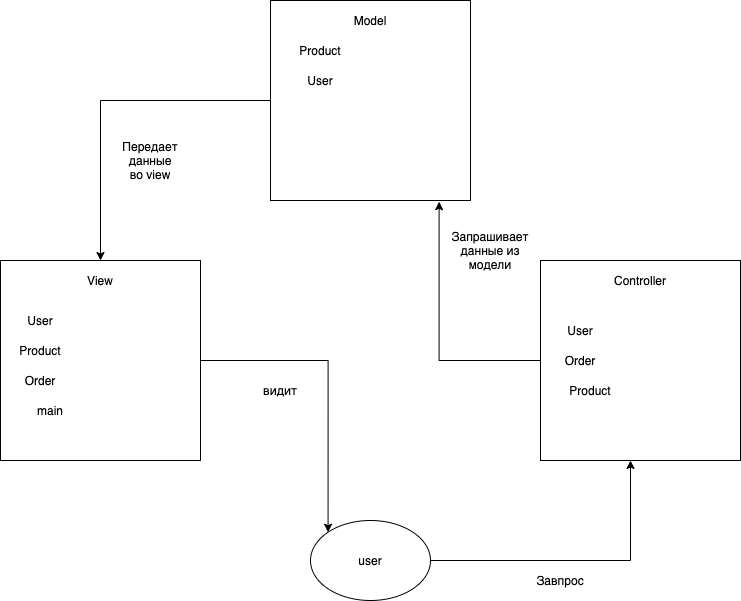 Model
Product
User
Передает
данные
во view
Запрашивает
данные из
модели
View
User
Product
Order
main
видит
Controller
User
Order
Product
user
Завпрос